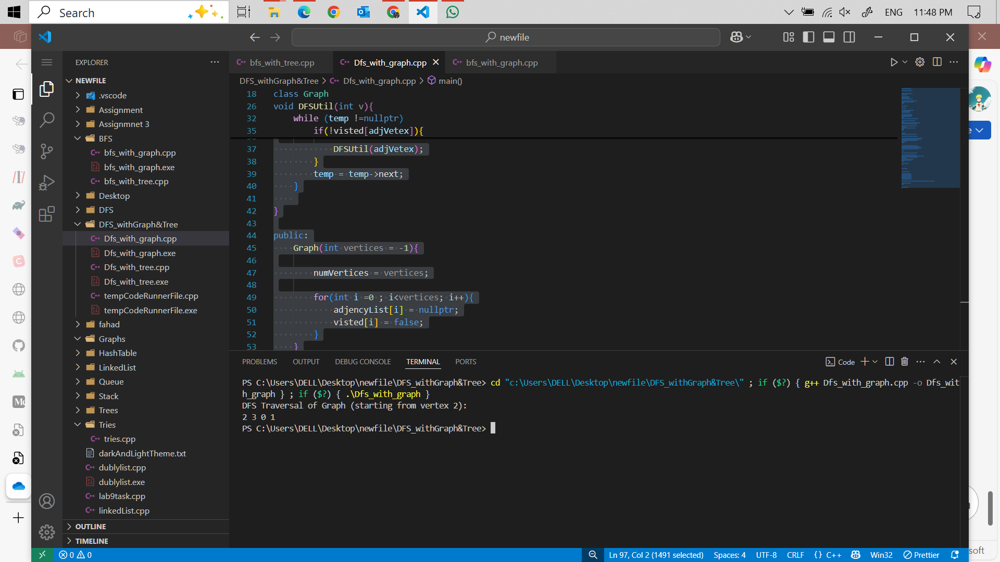 Search
ENG
11:48 PM
newfile
EXPLORER
NEWFILE
.vscode
Assignment
Assignmnet 3
BFS
bfs_with_graph.cpp
bfs_with_graph.exe
bfs_with_tree.cpp
Desktop
DFS
DFS_withGraph&Tree
Dfs_with_graph.cpp
Dfs_with_graph.exe
Dfs_with_tree.cpp
Dfs_with_tree.exe
tempCodeRunnerFile.cpp
tempCodeRunnerFile.exe
fahad
Graphs
HashTable
LinkedList
Queue
Stack
Trees
Tries
tries.cpp
darkAndLightTheme.txt
dublylist.cpp
dublylist.exe
lab9task.cpp
linkedList.cpp
OUTLINE
TIMELINE
bfs_with_tree.cpp
Dfs_with_graph.cpp
bfs_with_graph.cpp
DFS_withGraph&Tree > Dfs_with_graph.cpp > main()
18 class Graph
26 void DFSUtil(int v){
32 while (temp !=nullptr)
35 if(!visted[adjVetex]){
37 DFSUtil(adjVetex);
38 }
39 temp = temp->next;
40 }
41
42 }
43
44 public:
45 Graph(int vertices = -1){
46
47 numVertices = vertices;
48
49 for(int i =0 ; i<vertices; i++){
50 adjencyList[i] = nullptr;
51 visted[i] = false;
52 }
53 }
PROBLEMS OUTPUT DEBUG CONSOLE TERMINAL PORTS
Code
PS C:\Users\DELL\Desktop\newfile\DFS_withGraph&Tree> cd "c:\Users\DELL\Desktop\newfile\DFS_withGraph&Tree\" ; if ($?) { g++ Dfs_with_graph.cpp -o Dfs_wit
h_graph } ; if ($?) { .\Dfs_with_graph }
DFS Traversal of Graph (starting from vertex 2):
2 3 0 1
PS C:\Users\DELL\Desktop\newfile\DFS_withGraph&Tree>
0 0
Ln 97, Col 2 (1491 selected) Spaces: 4 UTF-8 CRLF {} C++ Win32 Prettier
soft